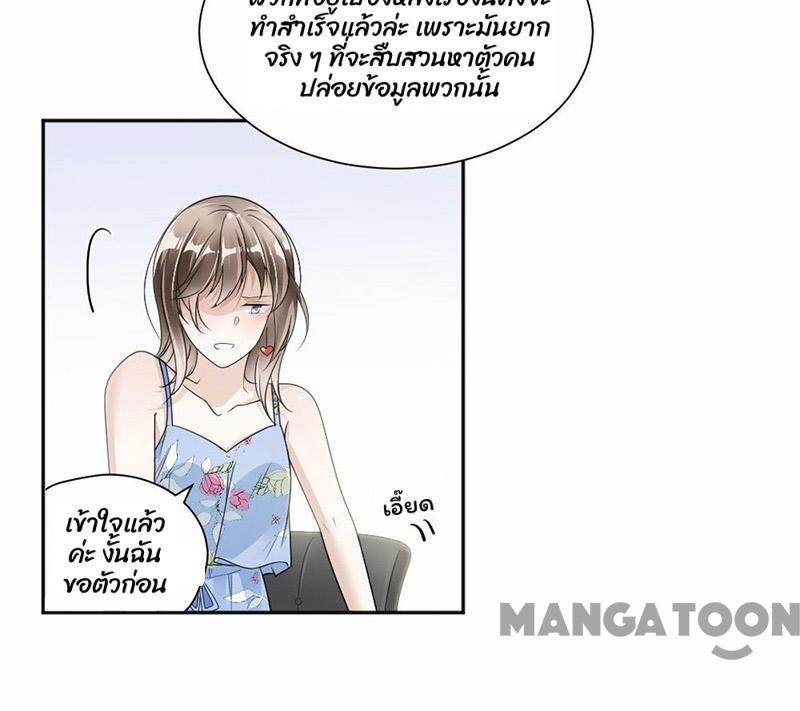 ทำสำเร็จแล้วล่ะ เพราะมันยาก
จริง ๆ ที่จะสืบสวนหาตัวคน
ปล่อยข้อมูลพวกนั้น
เอี๊ยด
เข้าใจแล้ว
ค่ะ งั้นฉัน
ขอตัวก่อน
MANGATOON